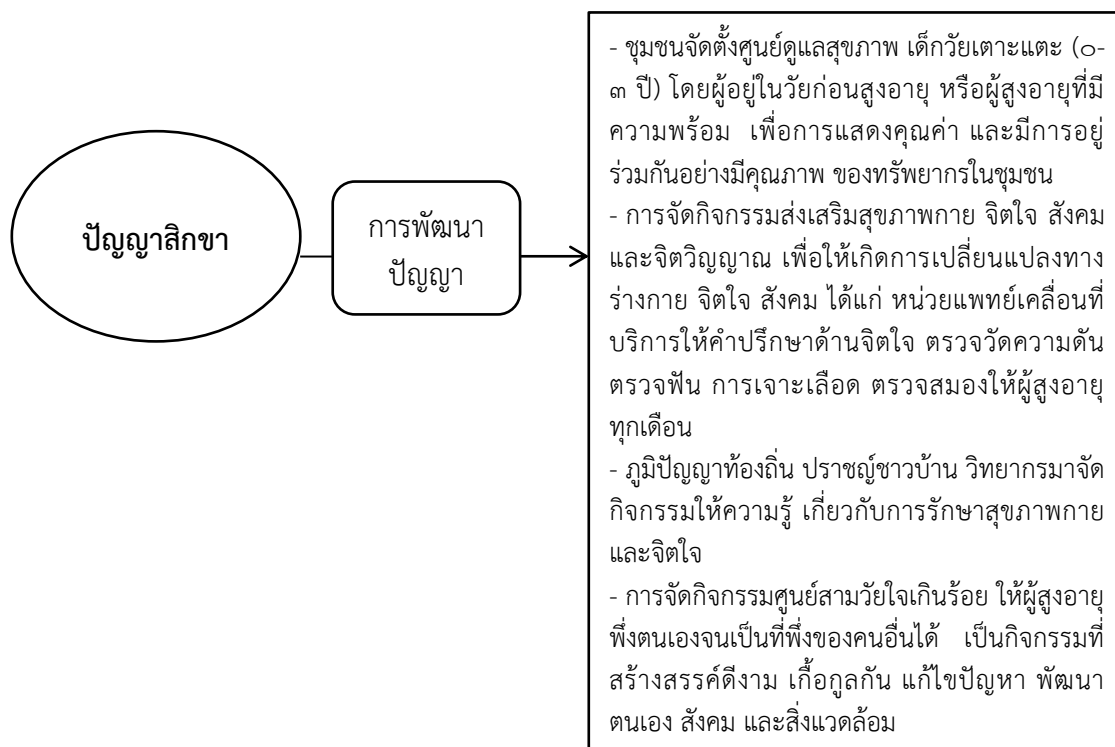 ปัญญาสิกขา
การพัฒนา
ปัญญา
- ชุมชนจัดตั้งศูนย์ดูแลสุขภาพ เด็กวัยเตาะแตะ (๐-
๓ ปี) โดยผู้อยู่ในวัยก่อนสูงอายุ หรือผู้สูงอายุที่มี
ความพร้อม เพื่อการแสดงคุณค่า และมีการอยู่
ร่วมกันอย่างมีคุณภาพ ของทรัพยากรในชุมชน
- การจัดกิจกรรมส่งเสริมสุขภาพกาย จิตใจ สังคม
และจิตวิญญาณ เพื่อให้เกิดการเปลี่ยนแปลงทาง
ร่างกาย จิตใจ สังคม ได้แก่ หน่วยแพทย์เคลื่อนที่
บริการให้คำปรึกษาด้านจิตใจ ตรวจวัดความดัน
ตรวจฟัน การเจาะเลือด ตรวจสมองให้ผู้สูงอายุ
ทุกเดือน
- ภูมิปัญญาท้องถิ่น ปราชญ์ชาวบ้าน วิทยากรมาจัด
กิจกรรมให้ความรู้ เกี่ยวกับการรักษาสุขภาพกาย
และจิตใจ
- การจัดกิจกรรมศูนย์สามวัยใจเกินร้อย ให้ผู้สูงอายุ
พึ่งตนเองจนเป็นที่พึ่งของคนอื่นได้ เป็นกิจกรรมที่
สร้างสรรค์ดีงาม เกื้อกูลกัน แก้ไขปัญหา พัฒนา
ตนเอง สังคม และสิ่งแวดล้อม